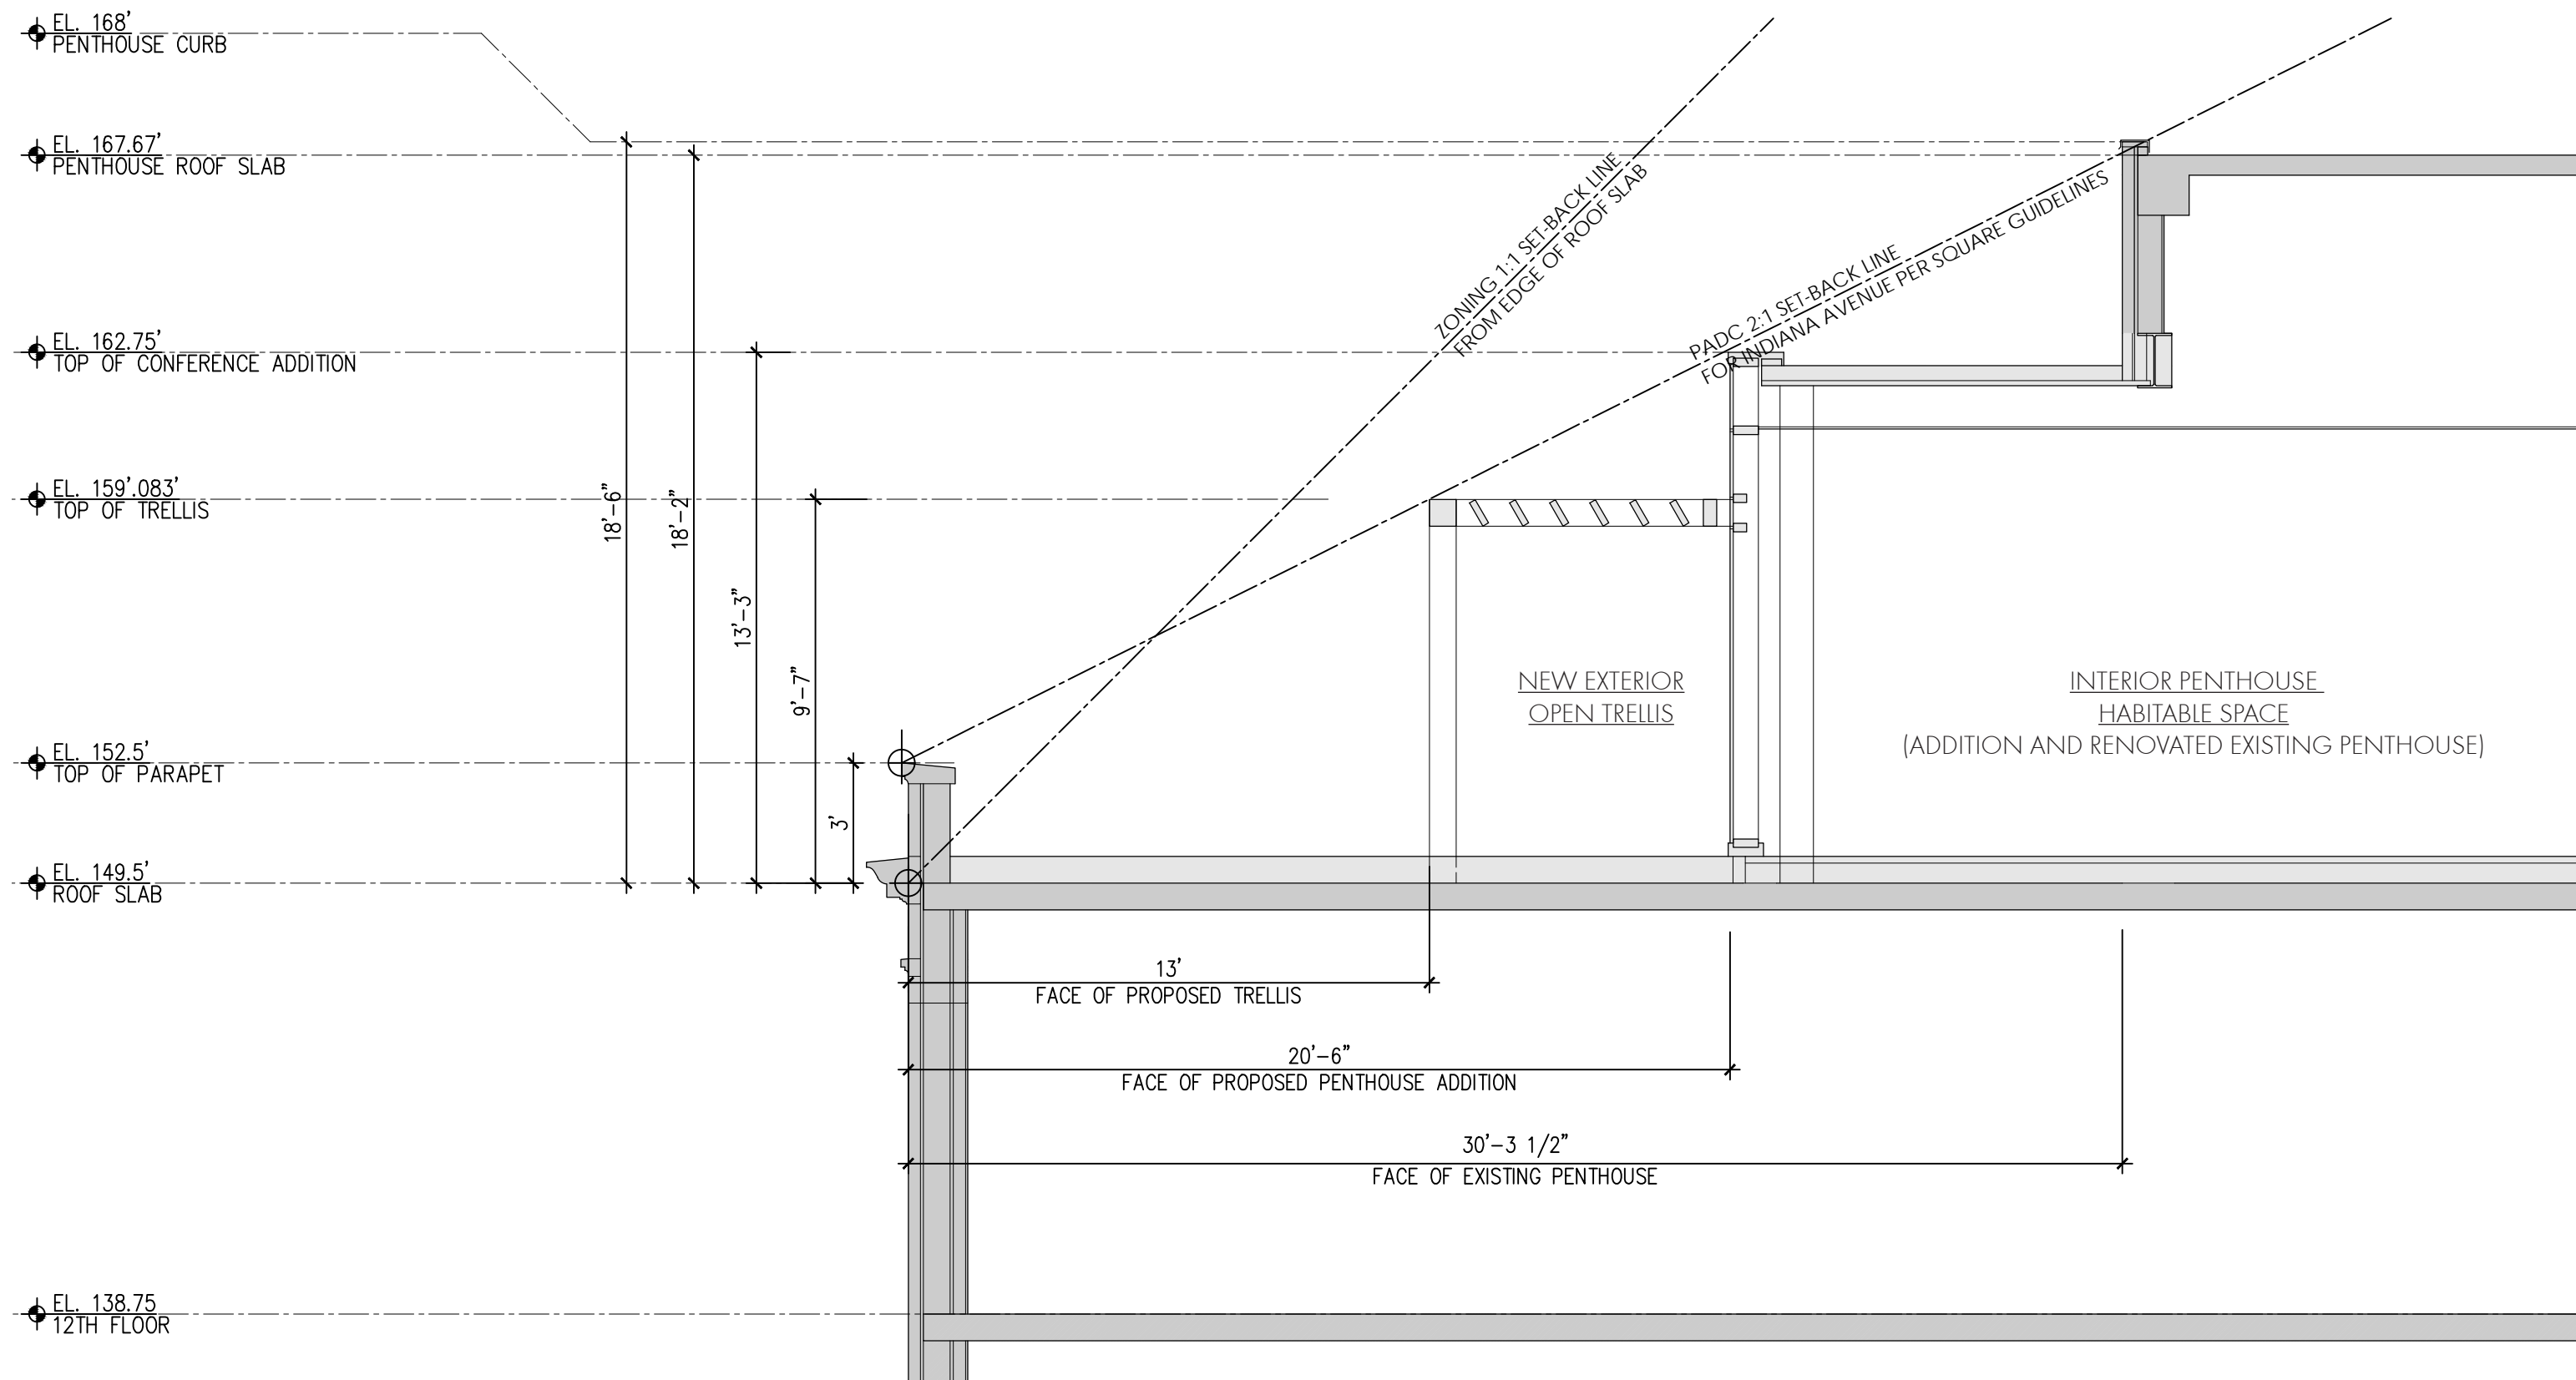 EL. 168'
PENTHOUSE CURB
EL. 167.67'
PENTHOUSE ROOF SLAB
ZONING 1:1 SET-BACK LINE
FROM EDGE OF ROOF SLAB
PADC 2:1 SET-BACK LINE
FOR INDIANA AVENUE PER SQUARE GUIDELINES
EL. 162.75'
TOP OF CONFERENCE ADDITION
EL. 159'.083'
TOP OF TRELLIS
18'-6"
18'-2"
13'-3"
9'-7"
3'
NEW EXTERIOR
OPEN TRELLIS
INTERIOR PENTHOUSE
HABITABLE SPACE
(ADDITION AND RENOVATED EXISTING PENTHOUSE)
EL. 152.5'
TOP OF PARAPET
EL. 149.5'
ROOF SLAB
13'
FACE OF PROPOSED TRELLIS
20'-6"
FACE OF PROPOSED PENTHOUSE ADDITION
30'-3 1/2"
FACE OF EXISTING PENTHOUSE
EL. 138.75
12TH FLOOR